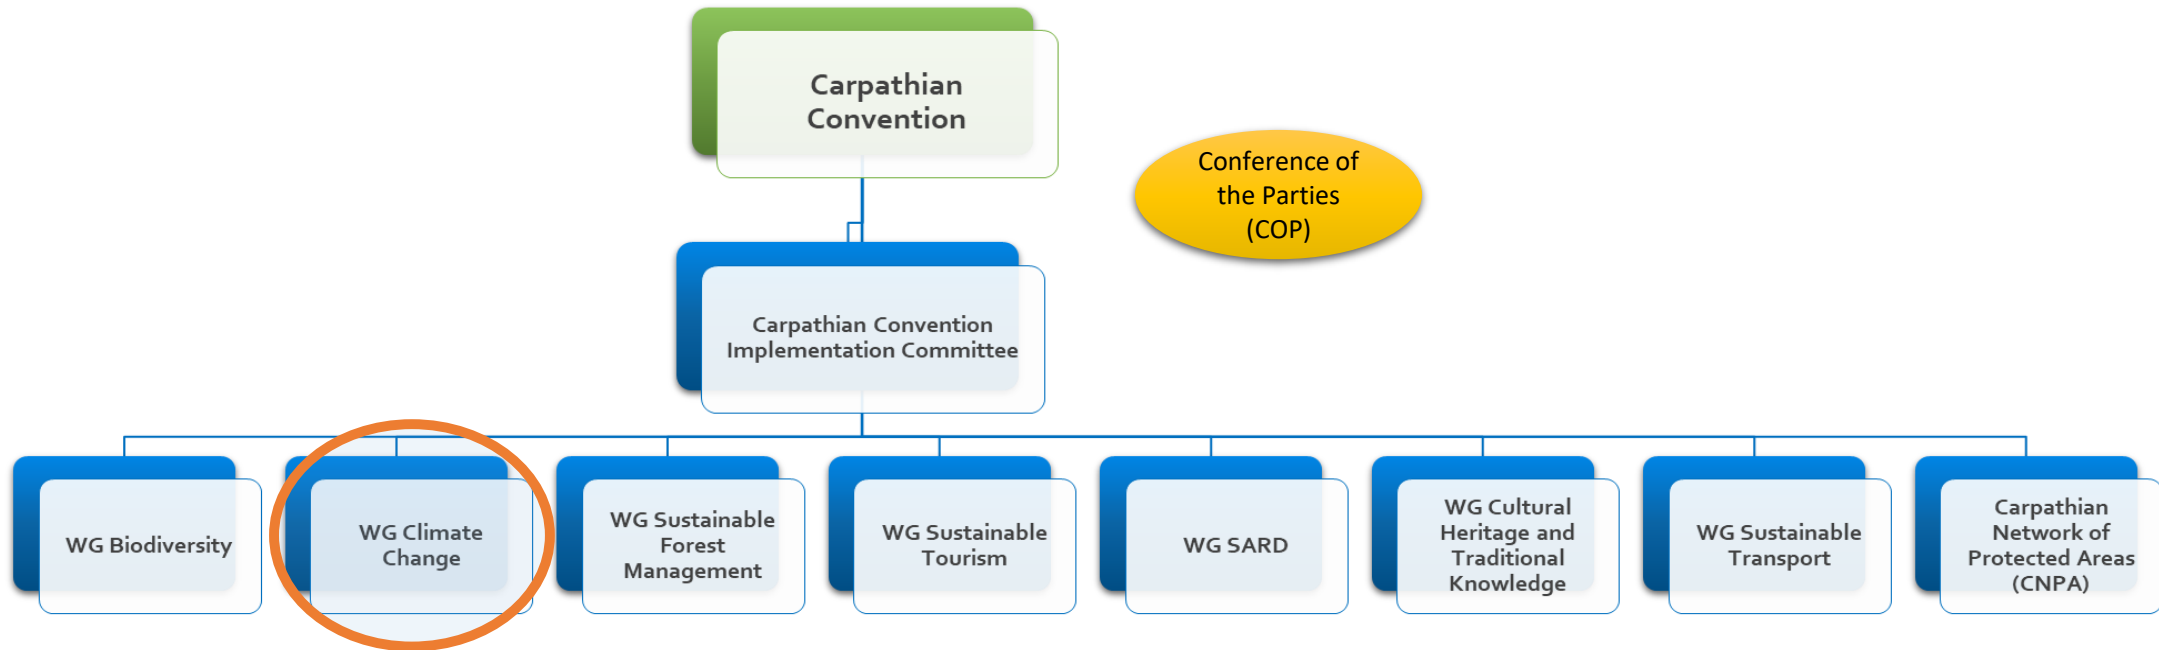 Carpathian
Convention
Conference of
the Parties
(COP)
Carpathian Convention
Implementation Committee
WG Biodiversity
WG Climate
Change
WG Sustainable
Forest
Management
WG Sustainable
Tourism
WG SARD
WG Cultural
Heritage and
Traditional
Knowledge
WG Sustainable
Transport
Carpathian
Network of
Protected Areas
(CNPA)